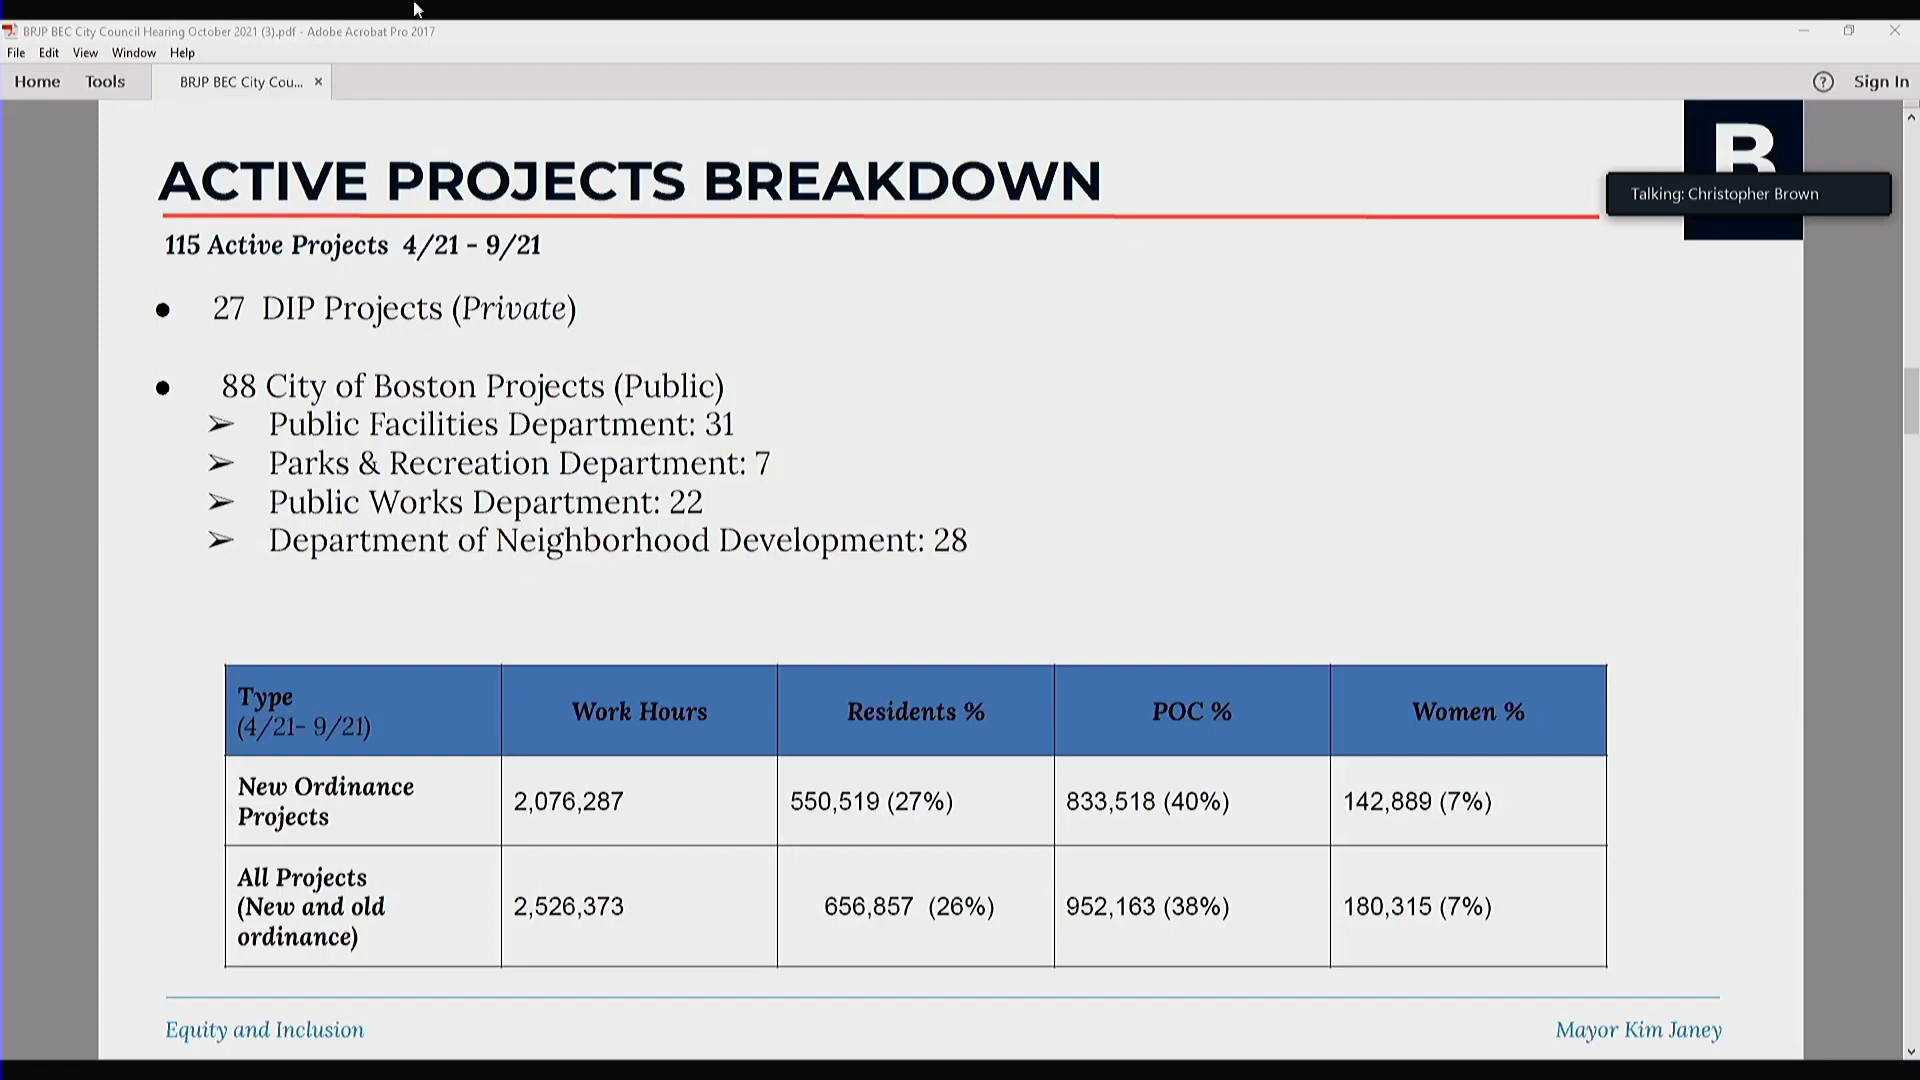 BRJP BEC City Council Hearing October 2021 (3).pdf - Adobe Acrobat Pro 2017
File Edit View Window Help
Home Tools BRJP BEC City Cou... × ? Sign In
B
ACTIVE PROJECTS BREAKDOWN
Talking: Christopher Brown
115 Active Projects 4/21 - 9/21
● 27 DIP Projects (Private)
● 88 City of Boston Projects (Public)
➢ Public Facilities Department: 31
➢ Parks & Recreation Department: 7
➢ Public Works Department: 22
➢ Department of Neighborhood Development: 28
Type
(4/21- 9/21)
Work Hours
Residents %
POC %
Women %
New Ordinance
Projects
2,076,287
550,519 (27%)
833,518 (40%)
142,889 (7%)
All Projects
(New and old
ordinance)
2,526,373
656,857 (26%)
952,163 (38%)
180,315 (7%)
Equity and Inclusion
Mayor Kim Janey